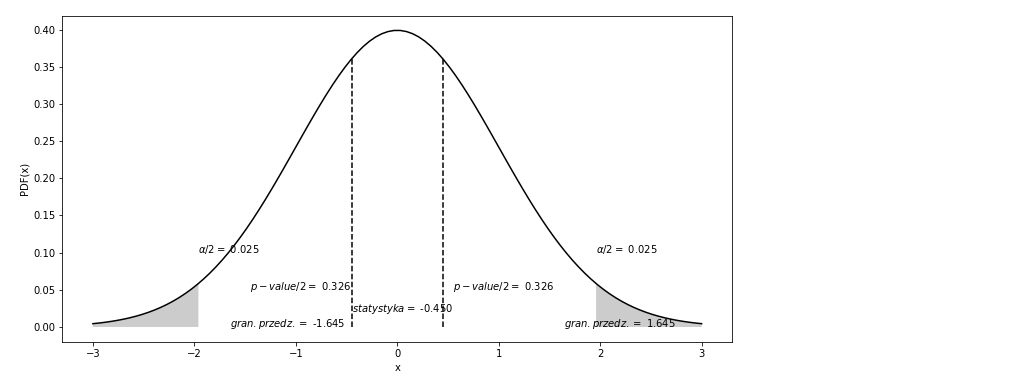 0.40
0.35
0.30
0.25
0.20
0.15
0.10
0.05
0.00
PDF(x)
α/2 = 0.025
α/2 = 0.025
p − value/2 = 0.326
p − value/2 = 0.326
statystyka = -0.450
gran. przedz. = -1.645
gran. przedz. = 1.645
−3 −2 −1 0 1 2 3
x